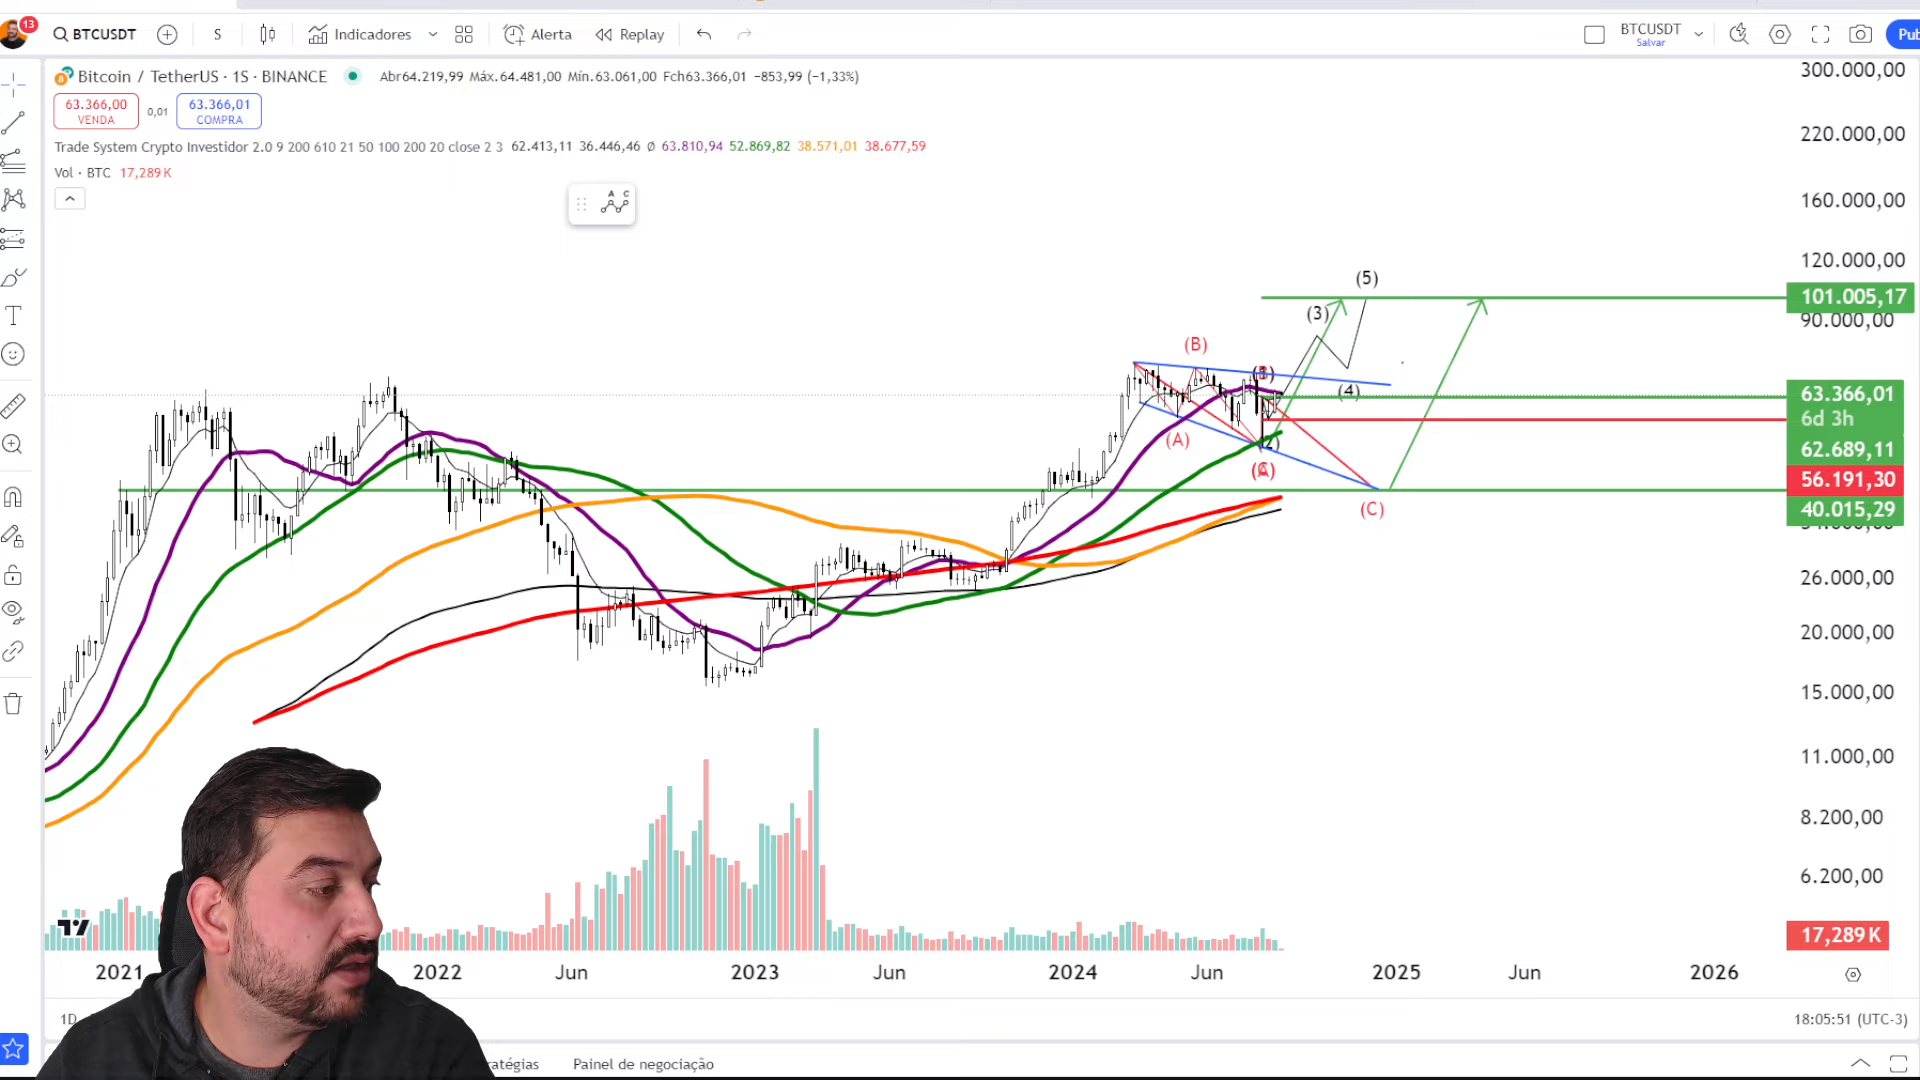 13
BTCUSDT
S
Indicadores
Alerta
Replay
BTCUSDT
Salvar
Pub
Bitcoin / TetherUS · 1S · BINANCE
Abr64.219,99 Máx.64.481,00 Mín.63.061,00 Fch63.366,01 −853,99 (−1,33%)
63.366,00
VENDA
0,01
63.366,01
COMPRA
Trade System Crypto Investidor 2.0 9 200 610 21 50 100 200 20 close 2 3 62.413,11 36.446,46 Ø 63.810,94 52.869,82 38.571,01 38.677,59
Vol · BTC 17,289K
A C
300.000,00
220.000,00
160.000,00
120.000,00
101.005,17
90.000,00
63.366,01
6d 3h
62.689,11
56.191,30
40.015,29
26.000,00
20.000,00
15.000,00
11.000,00
8.200,00
6.200,00
17,289K
(5)
(3)
(B)
(4)
(A)
(C)
2021
2022
Jun
2023
Jun
2024
Jun
2025
Jun
2026
1D
18:05:51 (UTC-3)
ratégias
Painel de negociação